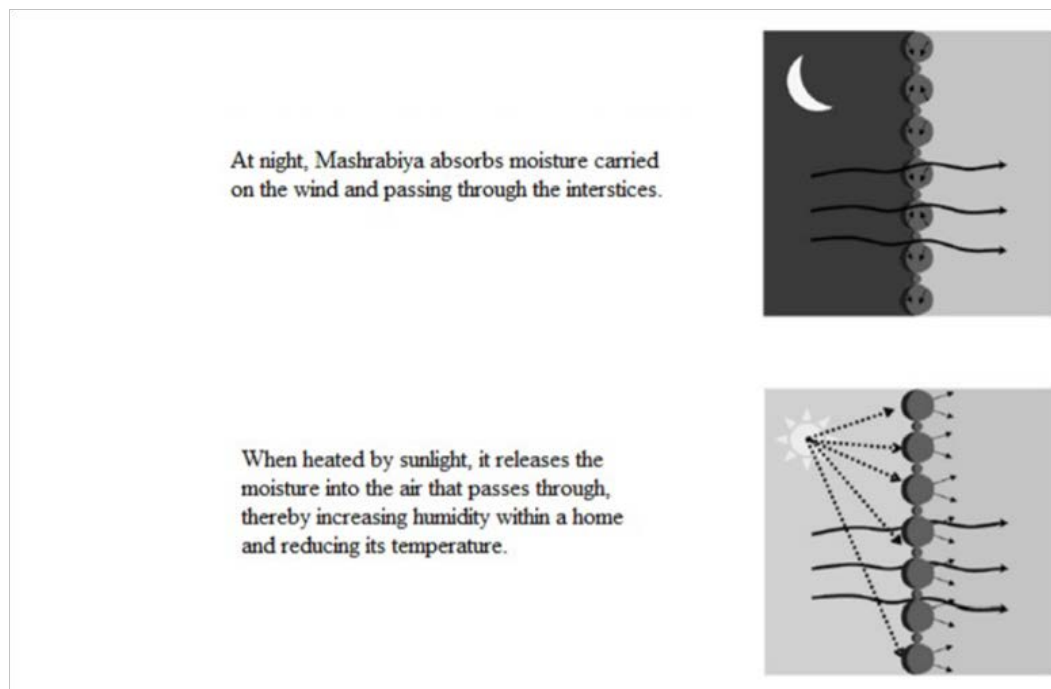 At night, Mashrabiya absorbs moisture carried
on the wind and passing through the interstices.
When heated by sunlight, it releases the
moisture into the air that passes through,
thereby increasing humidity within a home
and reducing its temperature.